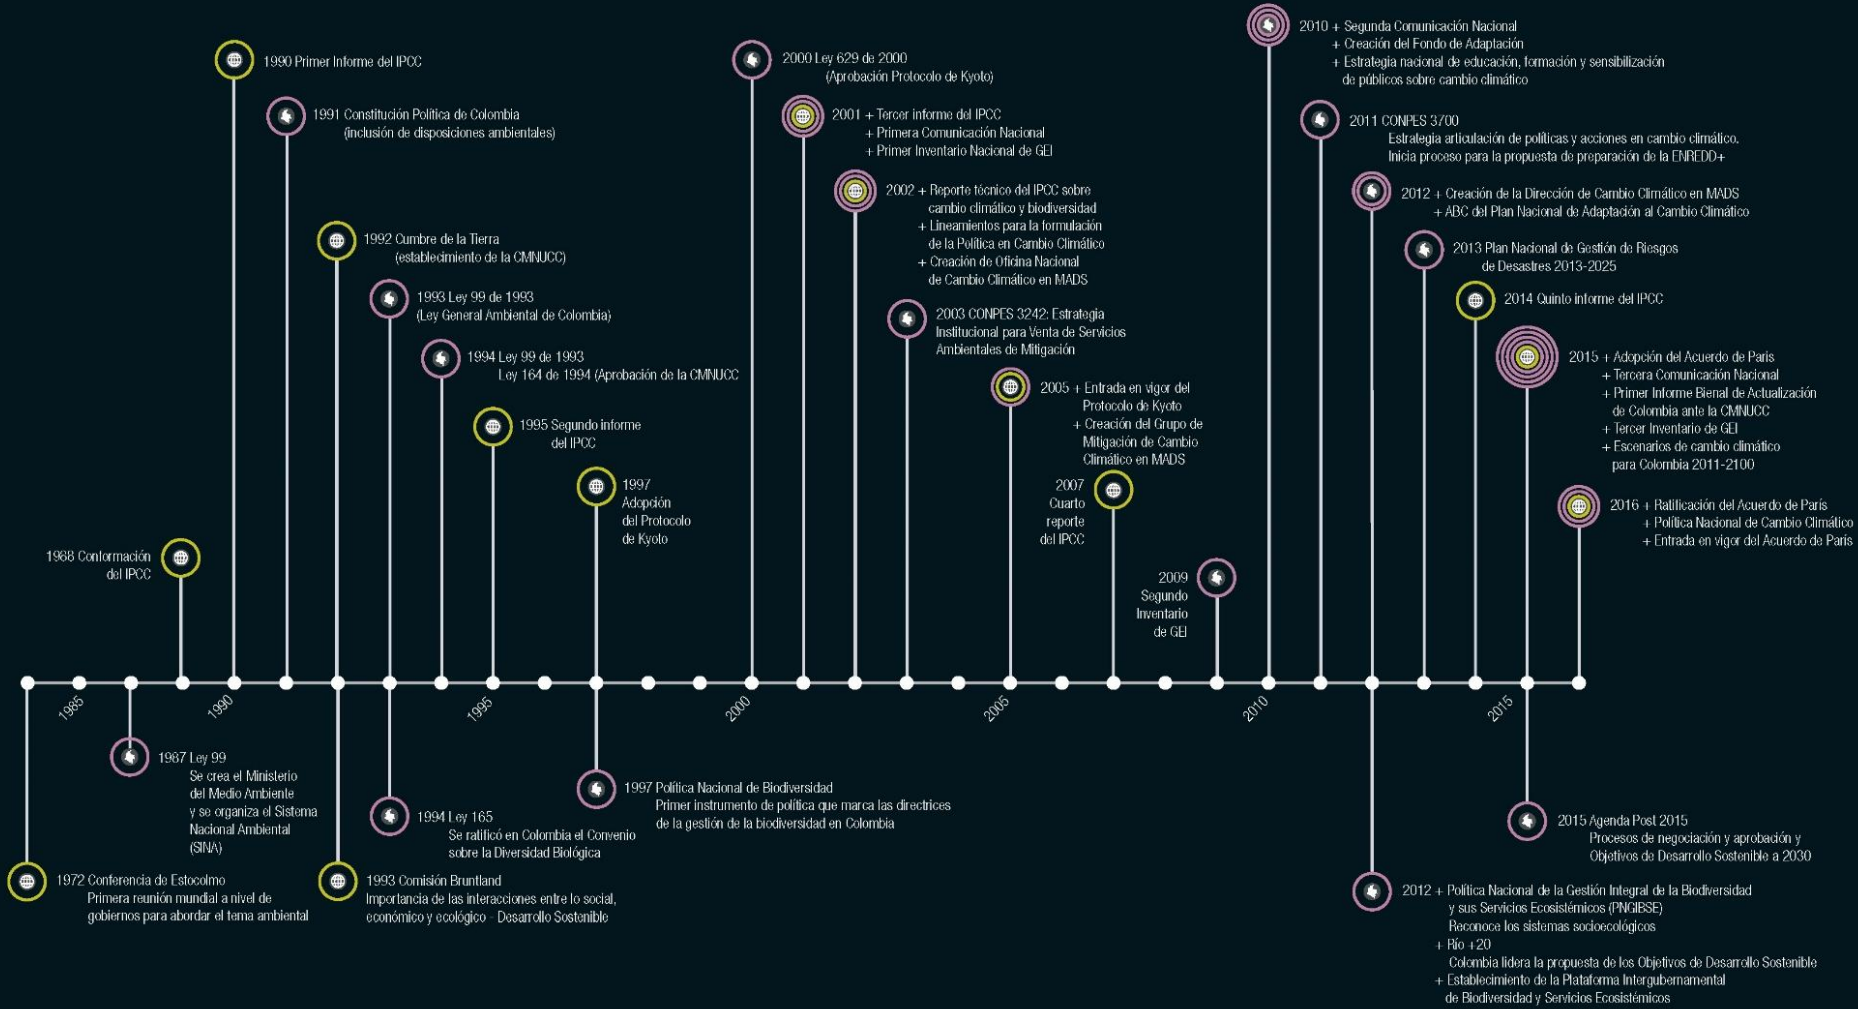 1990 Primer Informe del IPCC
1991 Constitución Política de Colombia
(inclusión de disposiciones ambientales)
1992 Cumbre de la Tierra
(establecimiento de la CMNUCC)
1993 Ley 99 de 1993
(Ley General Ambiental de Colombia)
1994 Ley 99 de 1993
Ley 164 de 1994 (Aprobación de la CMNUCC
1995 Segundo informe
del IPCC
1997
Adopción
del Protocolo
de Kyoto
1988 Conformación
del IPCC
2000 Ley 629 de 2000
(Aprobación Protocolo de Kyoto)
2001 + Tercer informe del IPCC
+ Primera Comunicación Nacional
+ Primer Inventario Nacional de GEI
2002 + Reporte técnico del IPCC sobre
cambio climático y biodiversidad
+ Lineamientos para la formulación
de la Política en Cambio Climático
+ Creación de Oficina Nacional
de Cambio Climático en MADS
2003 CONPES 3242: Estrategia
Institucional para Venta de Servicios
Ambientales de Mitigación
2005 + Entrada en vigor del
Protocolo de Kyoto
+ Creación del Grupo de
Mitigación de Cambio
Climático en MADS
2007
Cuarto
reporte
del IPCC
2009
Segundo
Inventario
de GEI
2010 + Segunda Comunicación Nacional
+ Creación del Fondo de Adaptación
+ Estrategia nacional de educación, formación y sensibilización
de públicos sobre cambio climático
2011 CONPES 3700
Estrategia articulación de políticas y acciones en cambio climático.
Inicia proceso para la propuesta de preparación de la ENREDD+
2012 + Creación de la Dirección de Cambio Climático en MADS
+ ABC del Plan Nacional de Adaptación al Cambio Climático
2013 Plan Nacional de Gestión de Riesgos
de Desastres 2013-2025
2014 Quinto informe del IPCC
2015 + Adopción del Acuerdo de Paris
+ Tercera Comunicación Nacional
+ Primer Informe Bienal de Actualización
de Colombia ante la CMNUCC
+ Tercer Inventario de GEI
+ Escenarios de cambio climático
para Colombia 2011-2100
2016 + Ratificación del Acuerdo de París
+ Política Nacional de Cambio Climático
+ Entrada en vigor del Acuerdo de París
1985
1990
1995
2000
2005
2010
2015
1987 Ley 99
Se crea el Ministerio
del Medio Ambiente
y se organiza el Sistema
Nacional Ambiental
(SINA)
1972 Conferencia de Estocolmo
Primera reunión mundial a nivel de
gobiernos para abordar el tema ambiental
1993 Comisión Bruntland
Importancia de las interacciones entre lo social,
económico y ecológico - Desarrollo Sostenible
1994 Ley 165
Se ratificó en Colombia el Convenio
sobre la Diversidad Biológica
1997 Política Nacional de Biodiversidad
Primer instrumento de política que marca las directrices
de la gestión de la biodiversidad en Colombia
2015 Agenda Post 2015
Procesos de negociación y aprobación y
Objetivos de Desarrollo Sostenible a 2030
2012 + Política Nacional de la Gestión Integral de la Biodiversidad
y sus Servicios Ecosistémicos (PNGIBSE)
Reconoce los sistemas socioecológicos
+ Río +20
Colombia lidera la propuesta de los Objetivos de Desarrollo Sostenible
+ Establecimiento de la Plataforma Intergubernamental
de Biodiversidad y Servicios Ecosistémicos